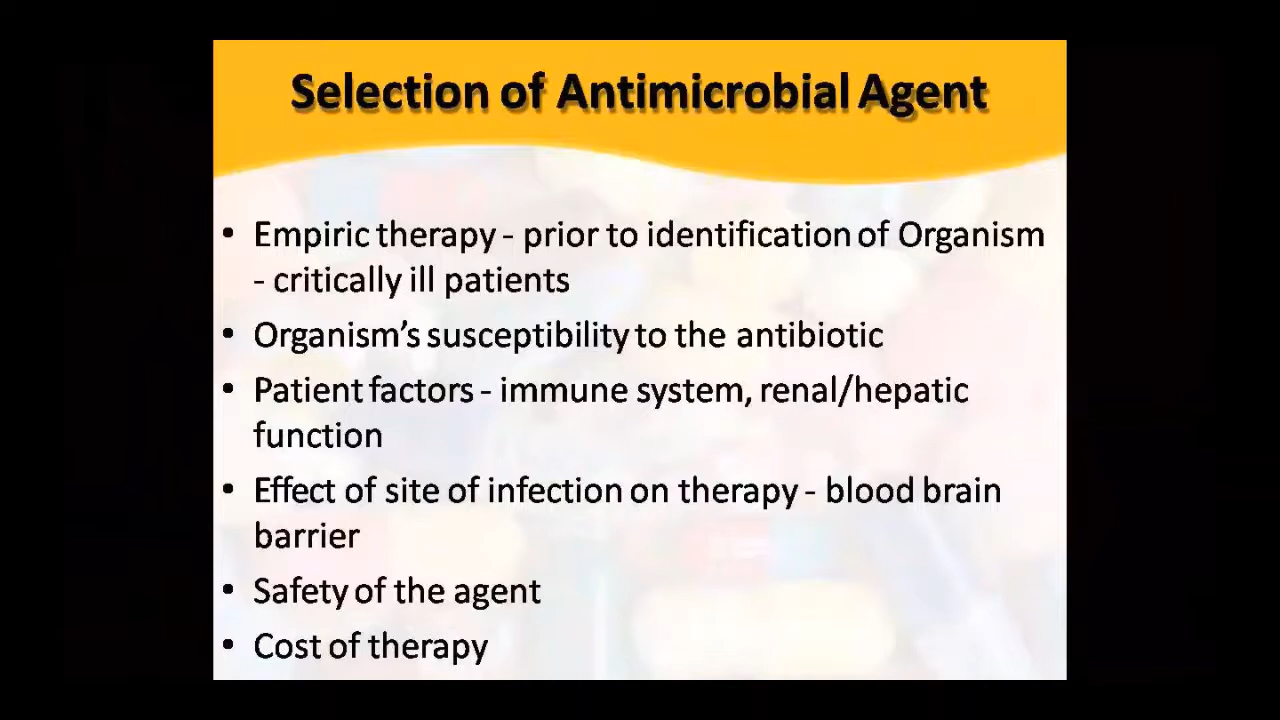 Selection of Antimicrobial Agent
• Empiric therapy - prior to identification of Organism
- critically ill patients
• Organism's susceptibility to the antibiotic
• Patient factors - immune system, renal/hepatic
function
• Effect of site of infection on therapy - blood brain
barrier
• Safety of the agent
• Cost of therapy